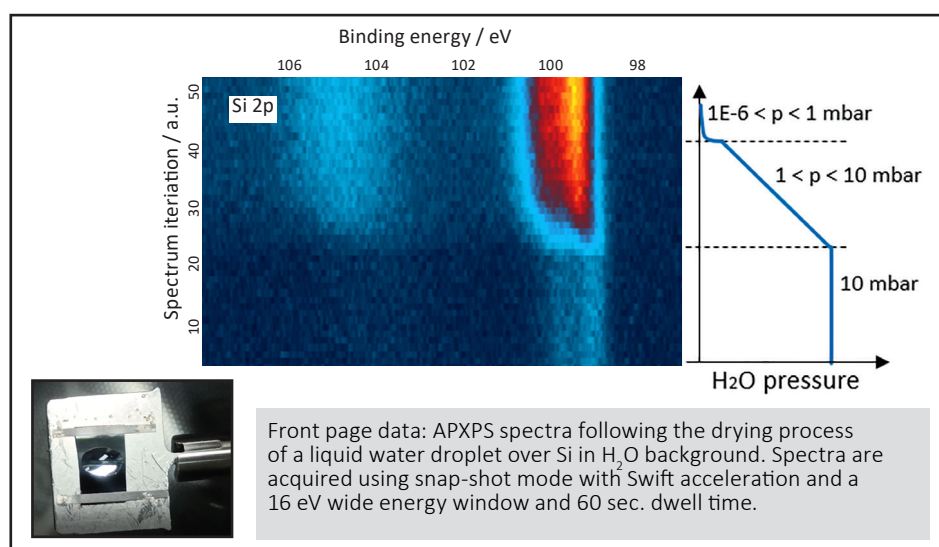 Binding energy / eV
106 104 102 100 98
Spectrum iteriation / a.u.
50
40
30
20
10
Si 2p
1E-6 < p < 1 mbar
1 < p < 10 mbar
10 mbar
H2O pressure
Front page data: APXPS spectra following the drying process
of a liquid water droplet over Si in H2O background. Spectra are
acquired using snap-shot mode with Swift acceleration and a
16 eV wide energy window and 60 sec. dwell time.